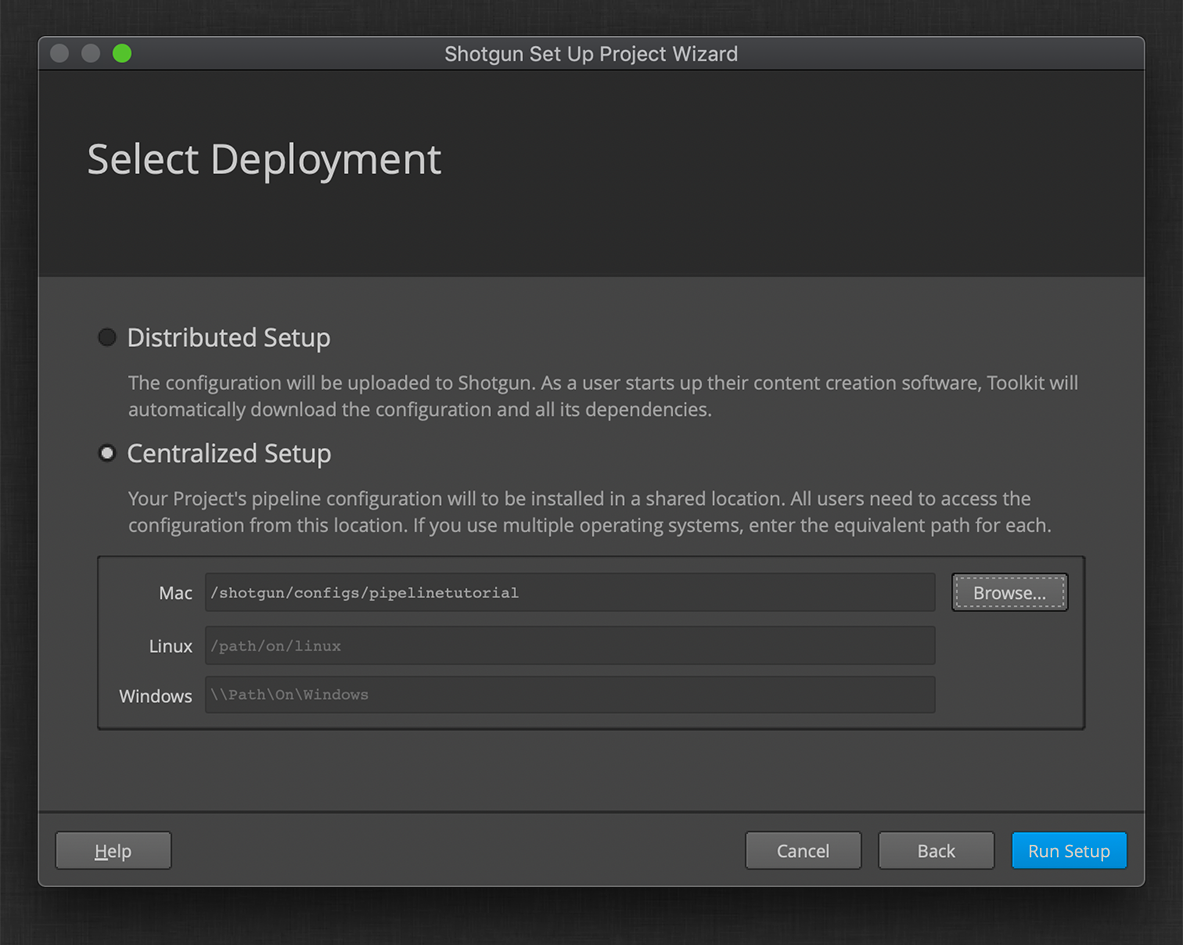 Shotgun Set Up Project Wizard
Select Deployment
Distributed Setup
The configuration will be uploaded to Shotgun. As a user starts up their content creation software, Toolkit will
automatically download the configuration and all its dependencies.
Centralized Setup
Your Project's pipeline configuration will to be installed in a shared location. All users need to access the
configuration from this location. If you use multiple operating systems, enter the equivalent path for each.
Mac /shotgun/configs/pipelinetutorial Browse...
Linux /path/on/linux
Windows \\Path\On\Windows
Help Cancel Back Run Setup